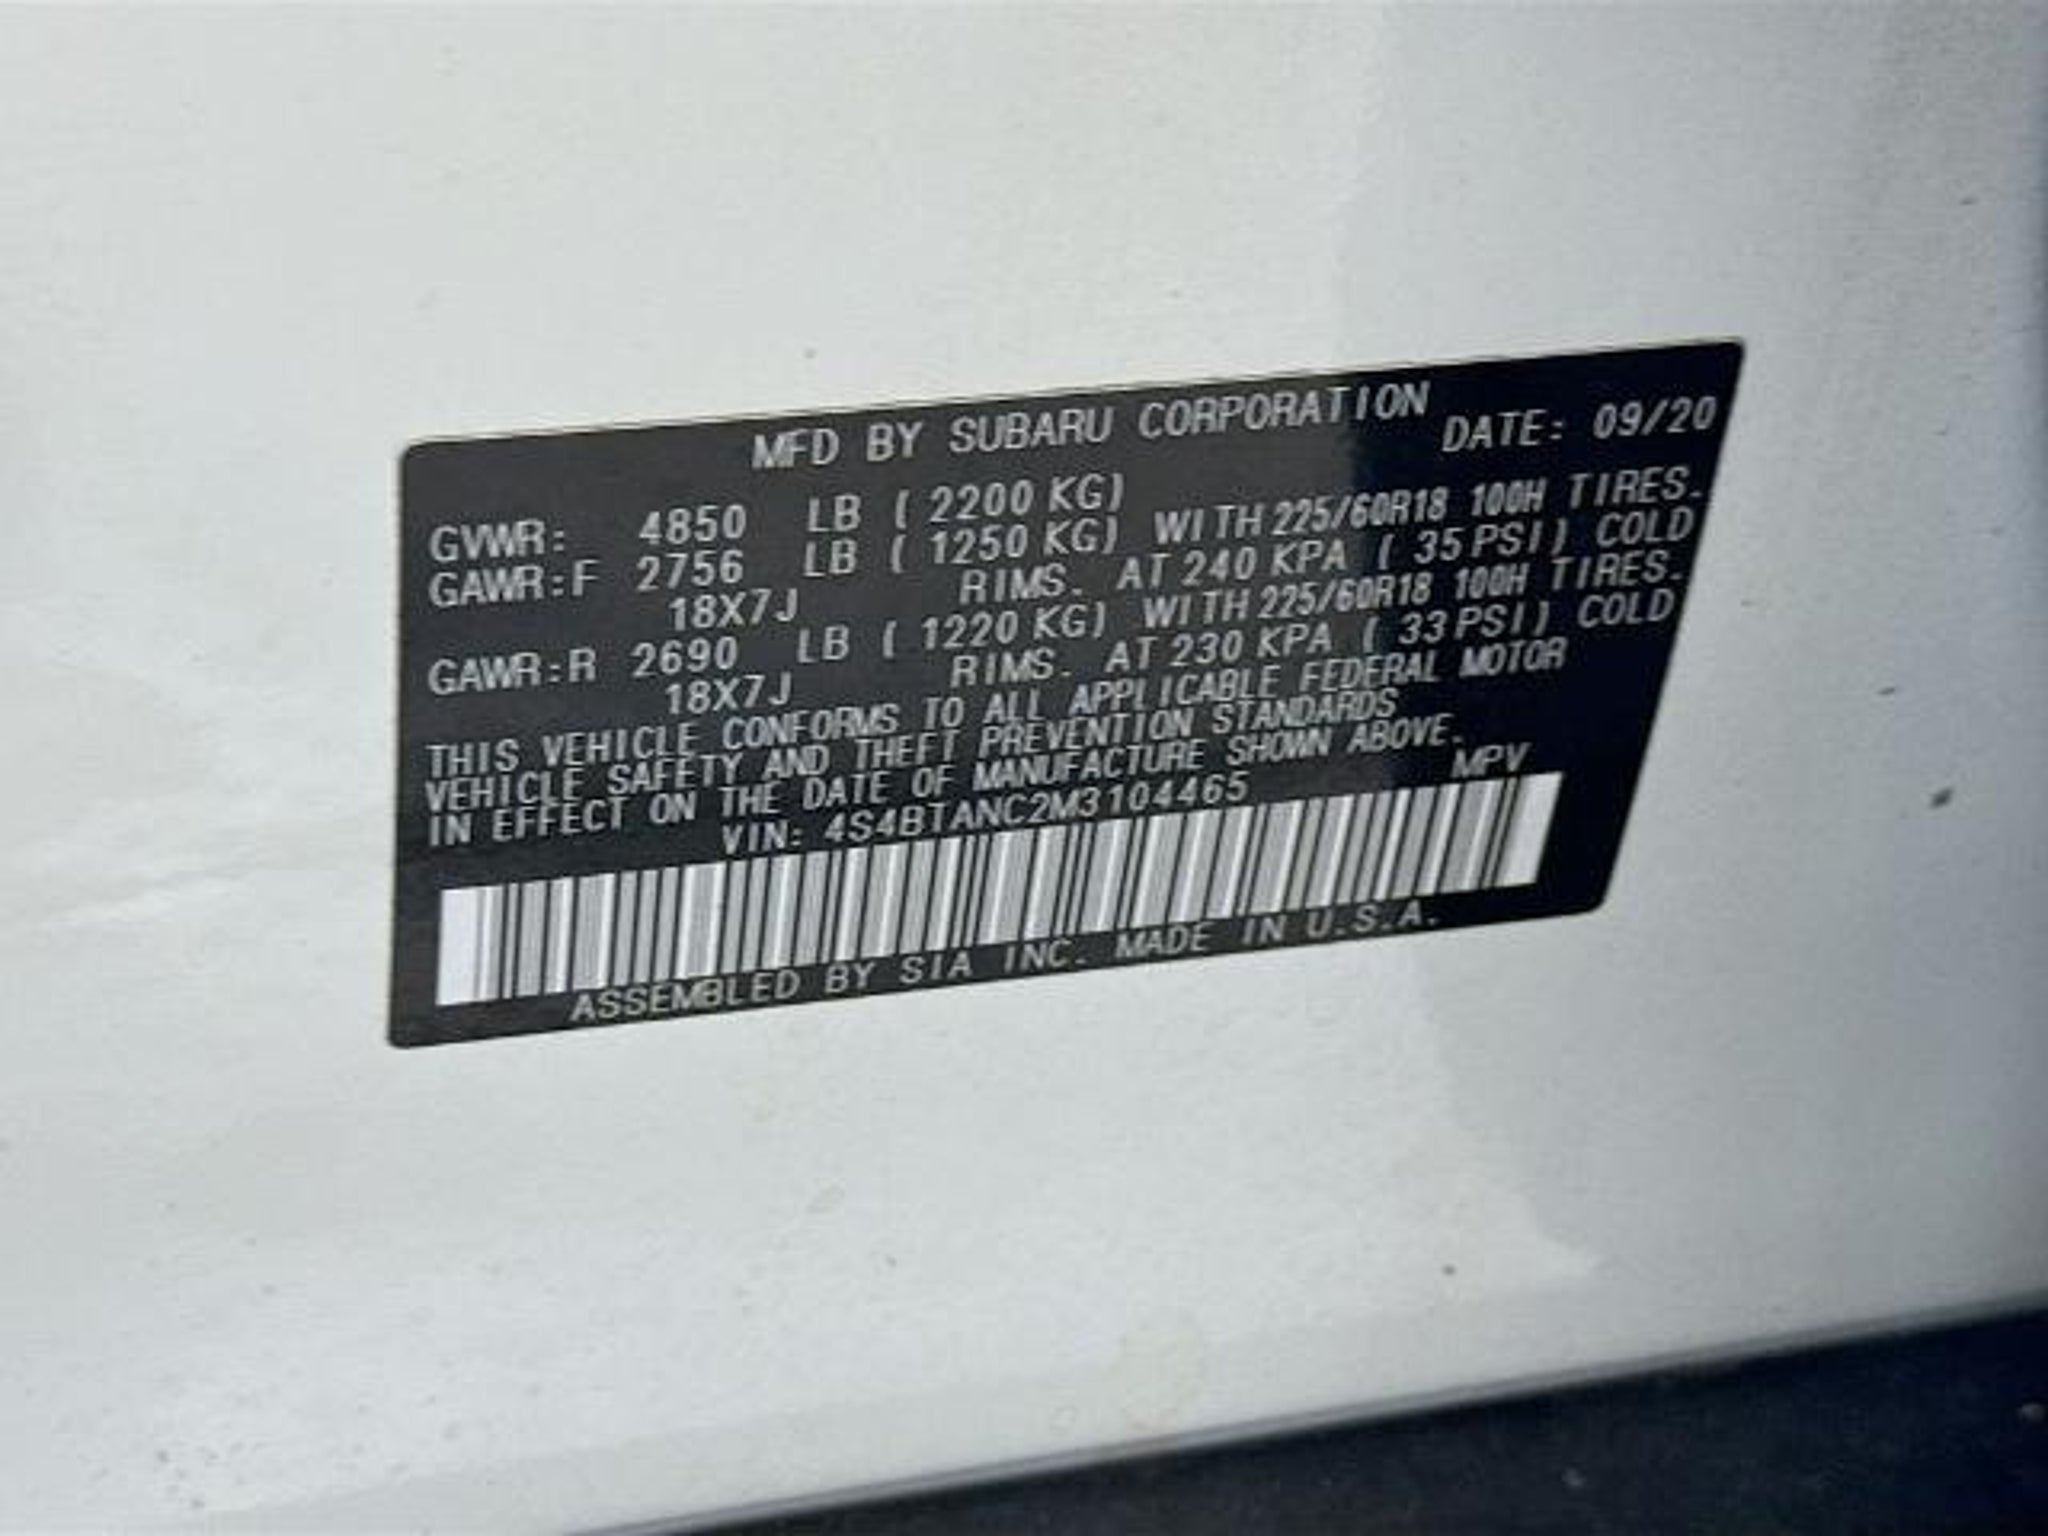 MFD BY SUBARU CORPORATION
DATE: 09/20
GVWR: 4850 LB ( 2200 KG)
GAWR:F 2756 LB ( 1250 KG) WITH 225/60R18 100H TIRES.
18X7J RIMS. AT 240 KPA ( 35 PSI) COLD
GAWR:R 2690 LB ( 1220 KG) WITH 225/60R18 100H TIRES.
18X7J RIMS. AT 230 KPA ( 33 PSI) COLD
THIS VEHICLE CONFORMS TO ALL APPLICABLE FEDERAL MOTOR
VEHICLE SAFETY AND THEFT PREVENTION STANDARDS
IN EFFECT ON THE DATE OF MANUFACTURE SHOWN ABOVE.
VIN: 4S4BTANC2M3104465 MPV
ASSEMBLED BY SIA INC. MADE IN U.S.A.